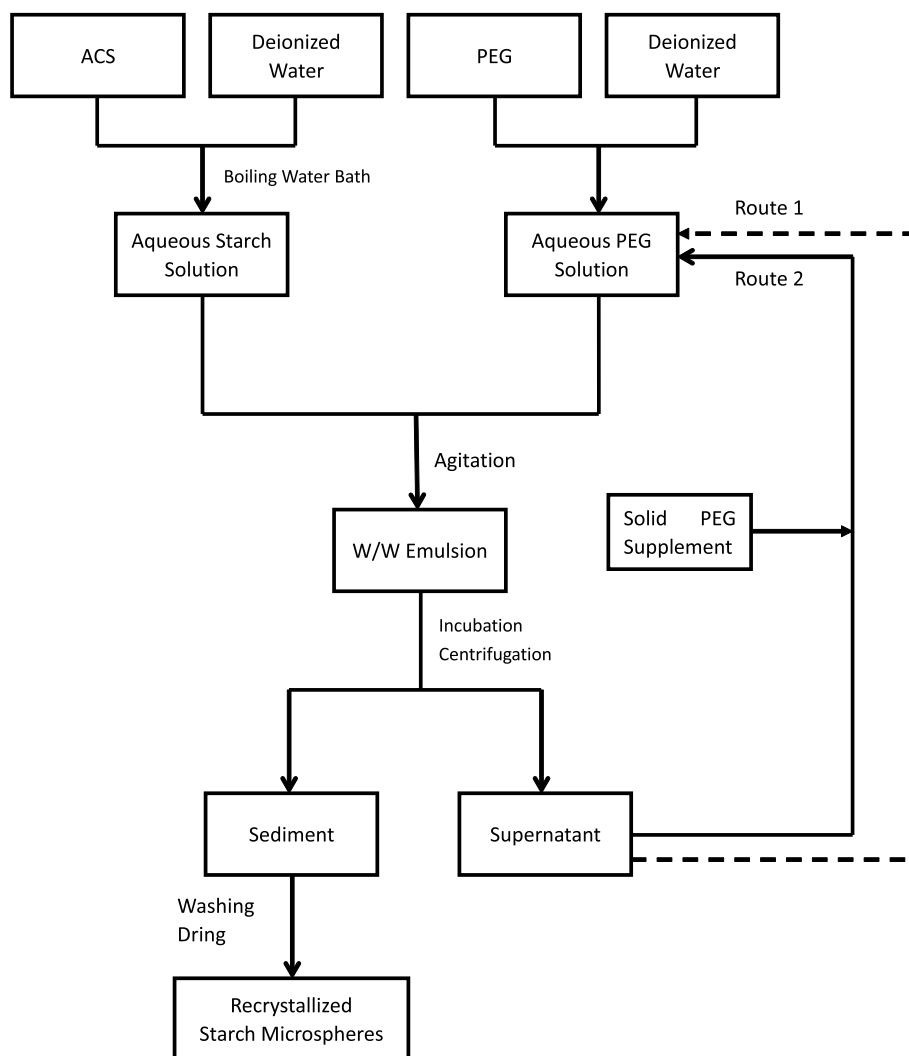 ACS
Deionized
Water
PEG
Deionized
Water
Boiling Water Bath
Route 1
Aqueous Starch
Solution
Aqueous PEG
Solution
Route 2
Agitation
Solid PEG
Supplement
W/W Emulsion
Incubation
Centrifugation
Sediment
Supernatant
Washing
Dring
Recrystallized
Starch Microspheres